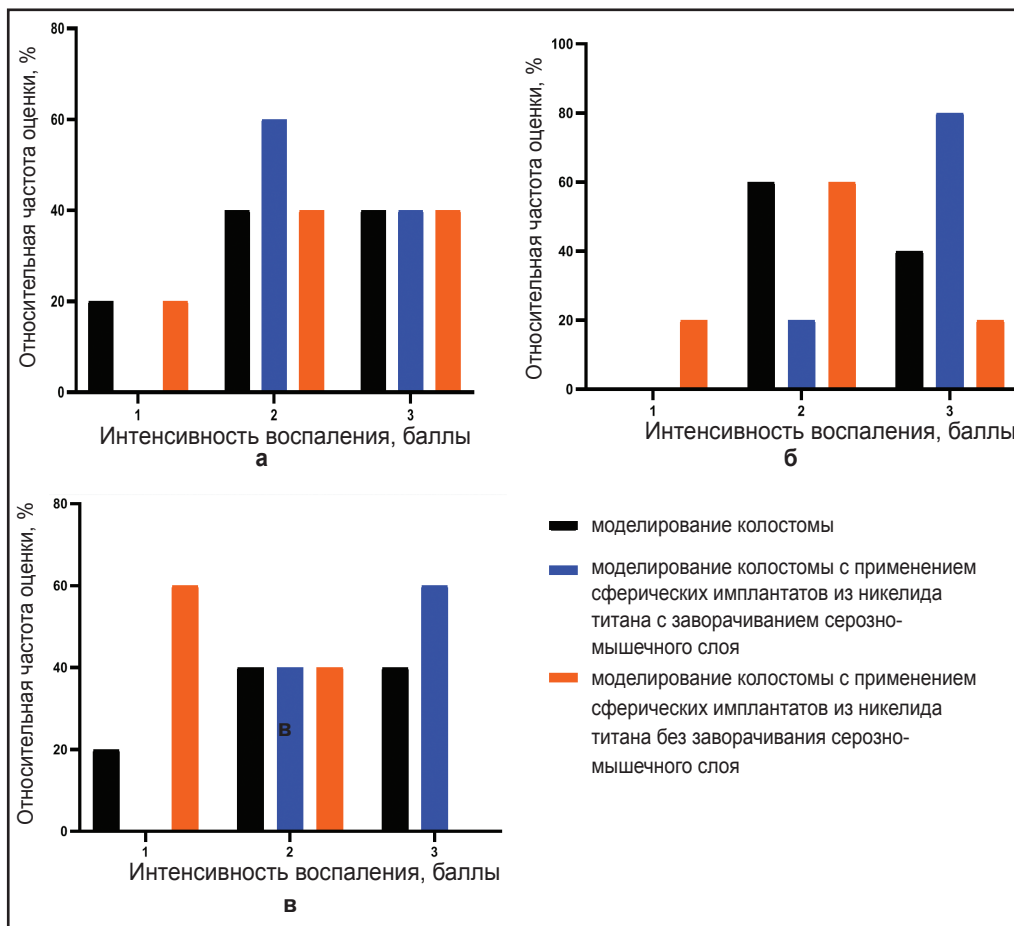 Относительная частота оценки, %
80
60
40
20
0
1 2 3
Интенсивность воспаления, баллы
а
Относительная частота оценки, %
100
80
60
40
20
0
1 2 3
Интенсивность воспаления, баллы
б
Относительная частота оценки, %
80
60
40
20
0
в
1 2 3
Интенсивность воспаления, баллы
в
моделирование колостомы
моделирование колостомы с применением
сферических имплантатов из никелида
титана с заворачиванием серозно-
мышечного слоя
моделирование колостомы с применением
сферических имплантатов из никелида
титана без заворачивания серозно-
мышечного слоя